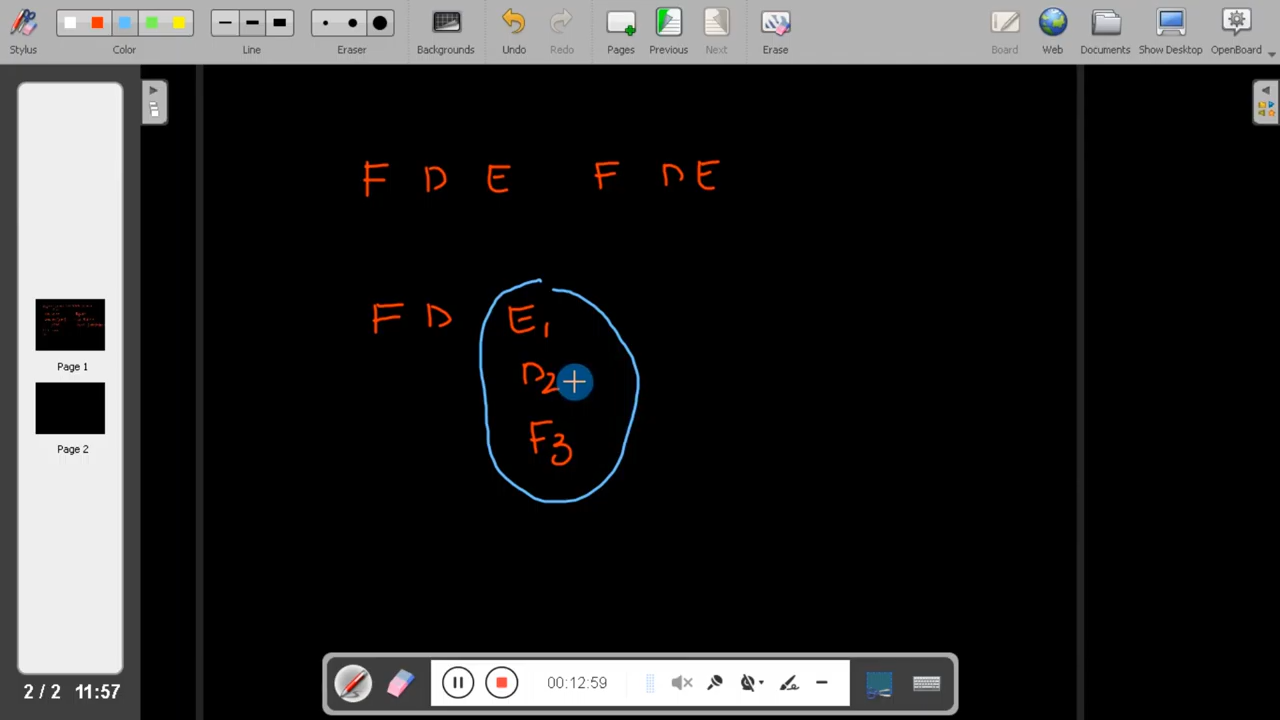 Stylus Color Line Eraser Backgrounds Undo Redo Pages Previous Next Erase Board Web Documents Show Desktop OpenBoard
F D E F D E
F D E1
D2
F3
Page 1
Page 2
2 / 2 11:57
00:12:59